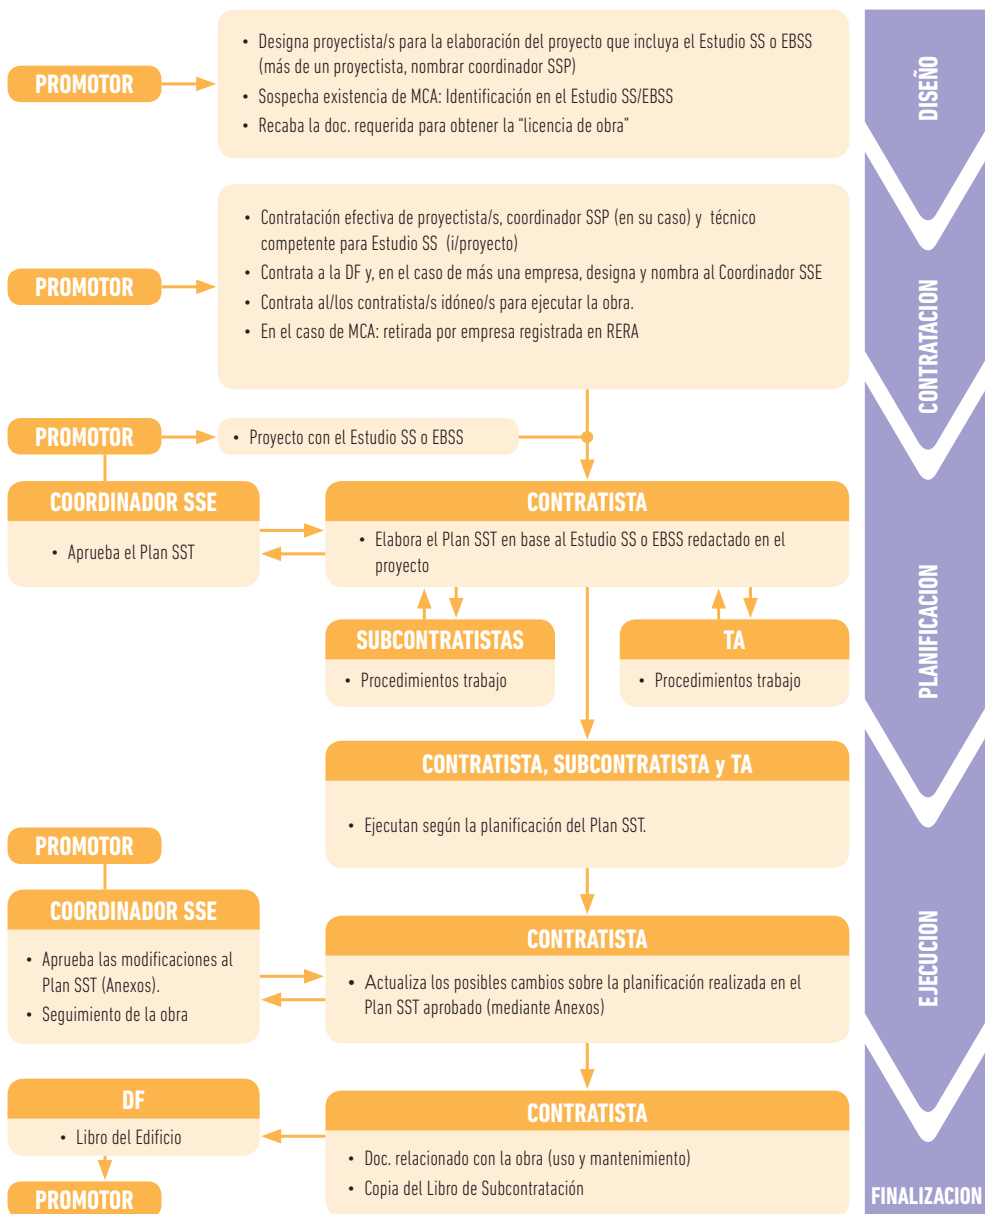 PROMOTOR
• Designa proyectista/s para la elaboración del proyecto que incluya el Estudio SS o EBSS
(más de un proyectista, nombrar coordinador SSP)
• Sospecha existencia de MCA: Identificación en el Estudio SS/EBSS
• Recaba la doc. requerida para obtener la “licencia de obra”
DISEÑO
PROMOTOR
• Contratación efectiva de proyectista/s, coordinador SSP (en su caso) y técnico
competente para Estudio SS (i/proyecto)
• Contrata a la DF y, en el caso de más una empresa, designa y nombra al Coordinador SSE
• Contrata al/los contratista/s idóneo/s para ejecutar la obra.
• En el caso de MCA: retirada por empresa registrada en RERA
CONTRATACION
PROMOTOR
• Proyecto con el Estudio SS o EBSS
COORDINADOR SSE
• Aprueba el Plan SST
CONTRATISTA
• Elabora el Plan SST en base al Estudio SS o EBSS redactado en el
proyecto
SUBCONTRATISTAS
• Procedimientos trabajo
TA
• Procedimientos trabajo
PLANIFICACION
CONTRATISTA, SUBCONTRATISTA y TA
• Ejecutan según la planificación del Plan SST.
PROMOTOR
COORDINADOR SSE
• Aprueba las modificaciones al
Plan SST (Anexos).
• Seguimiento de la obra
CONTRATISTA
• Actualiza los posibles cambios sobre la planificación realizada en el
Plan SST aprobado (mediante Anexos)
EJECUCION
DF
• Libro del Edificio
PROMOTOR
CONTRATISTA
• Doc. relacionado con la obra (uso y mantenimiento)
• Copia del Libro de Subcontratación
FINALIZACION